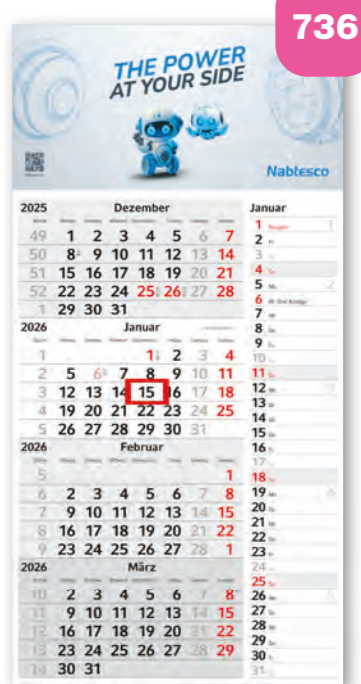 736
THE POWER
AT YOUR SIDE
Nabtesco
2025 Dezember
49 1 2 3 4 5 6 7
50 8 9 10 11 12 13 14
51 15 16 17 18 19 20 21
52 22 23 24 25 26 27 28
1 29 30 31
2026 Januar
1 1 2 3 4
2 5 6 7 8 9 10 11
3 12 13 14 15 16 17 18
4 19 20 21 22 23 24 25
5 26 27 28 29 30 31
2026 Februar
5 1
6 2 3 4 5 6 7 8
7 9 10 11 12 13 14 15
8 16 17 18 19 20 21 22
9 23 24 25 26 27 28 1
2026 März
10 2 3 4 5 6 7 8
11 9 10 11 12 13 14 15
12 16 17 18 19 20 21 22
13 23 24 25 26 27 28 29
14 30 31
Januar
1
2
3
4
5
6
7
8
9
10
11
12
13
14
15
16
17
18
19
20
21
22
23
24
25
26
27
28
29
30
31